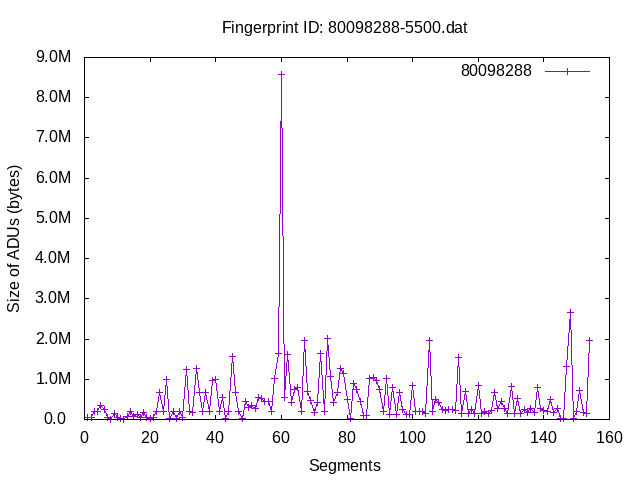 Fingerprint ID: 80098288-5500.dat
80098288
Size of ADUs (bytes)
9.0M
8.0M
7.0M
6.0M
5.0M
4.0M
3.0M
2.0M
1.0M
0.0
0 20 40 60 80 100 120 140 160
Segments